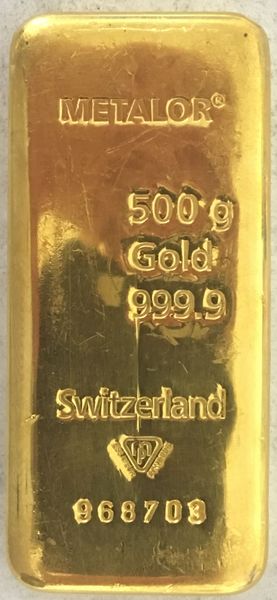 METALOR®
500 g
Gold
999.9
Switzerland
968703